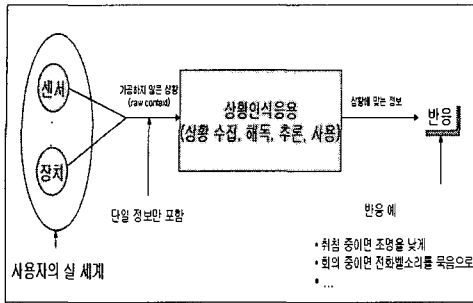 센서
장치
사용자의 실 세계
가공하지 않은 상황
(raw context)
단일 정보만 포함
상황인식응용
(상황 수집, 해독, 추론, 사용)
상황에 맞는 정보
반응
반응 예
• 취침 중이면 조명을 낮게
• 회의 중이면 전화벨소리를 묵음으로
• ...